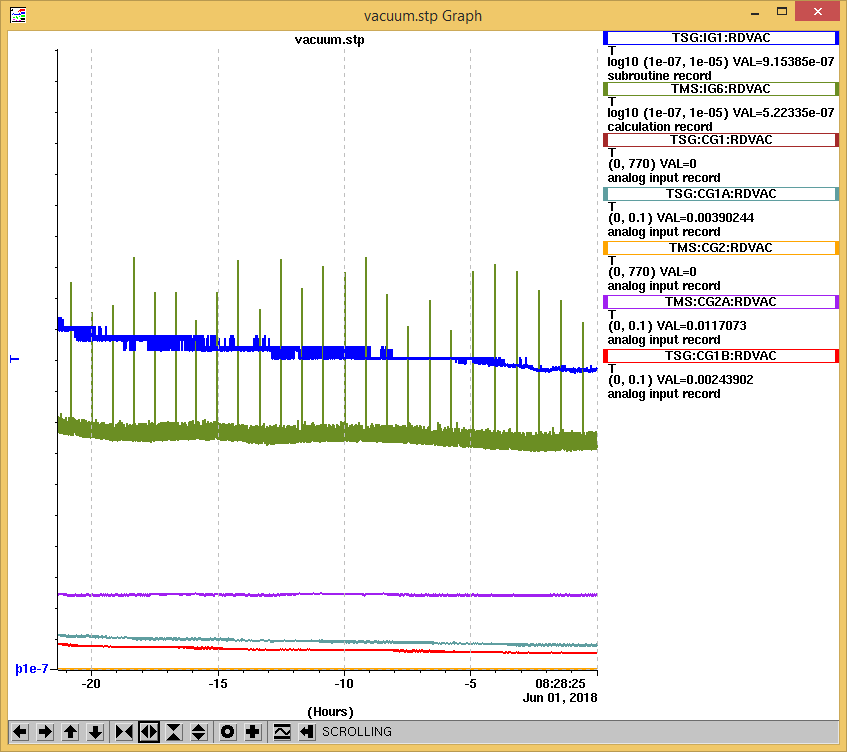 vacuum.stp Graph
vacuum.stp
TSG:IG1:RDVAC
T
log10 (1e-07, 1e-05) VAL=9.15385e-07
subroutine record
TMS:IG6:RDVAC
T
log10 (1e-07, 1e-05) VAL=5.22335e-07
calculation record
TSG:CG1:RDVAC
T
(0, 770) VAL=0
analog input record
TSG:CG1A:RDVAC
T
(0, 0.1) VAL=0.00390244
analog input record
TMS:CG2:RDVAC
T
(0, 770) VAL=0
analog input record
TMS:CG2A:RDVAC
T
(0, 0.1) VAL=0.0117073
analog input record
TSG:CG1B:RDVAC
T
(0, 0.1) VAL=0.00243902
analog input record
T
1e-7
-20 -15 -10 -5 08:28:25
Jun 01, 2018
(Hours)
SCROLLING